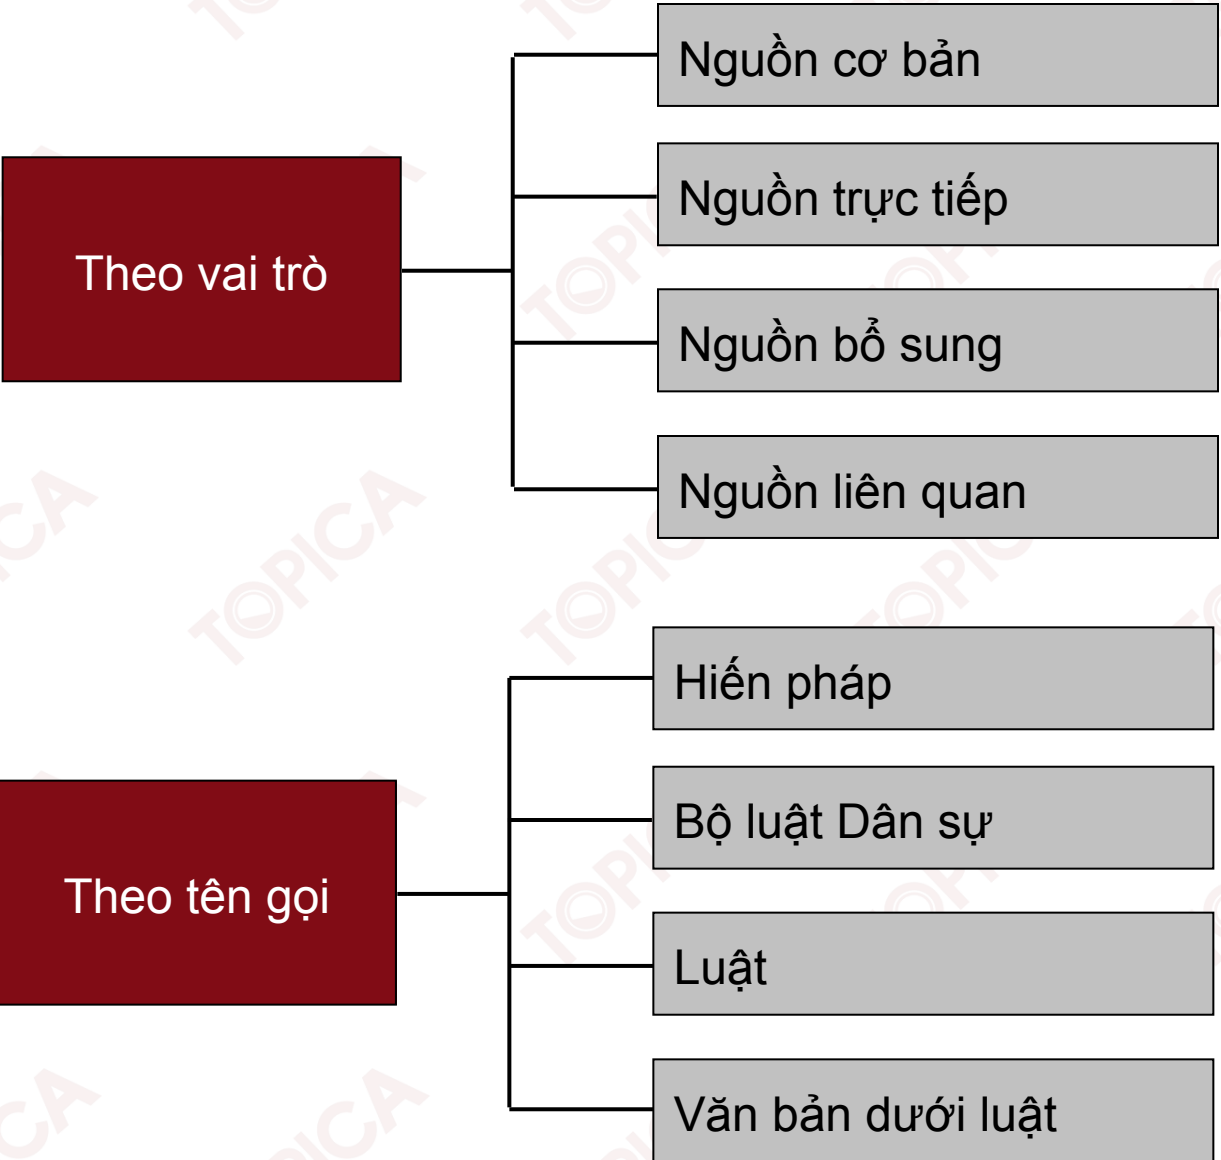 Theo vai trò
Nguồn cơ bản
Nguồn trực tiếp
Nguồn bổ sung
Nguồn liên quan
Theo tên gọi
Hiến pháp
Bộ luật Dân sự
Luật
Văn bản dưới luật
TOPICA